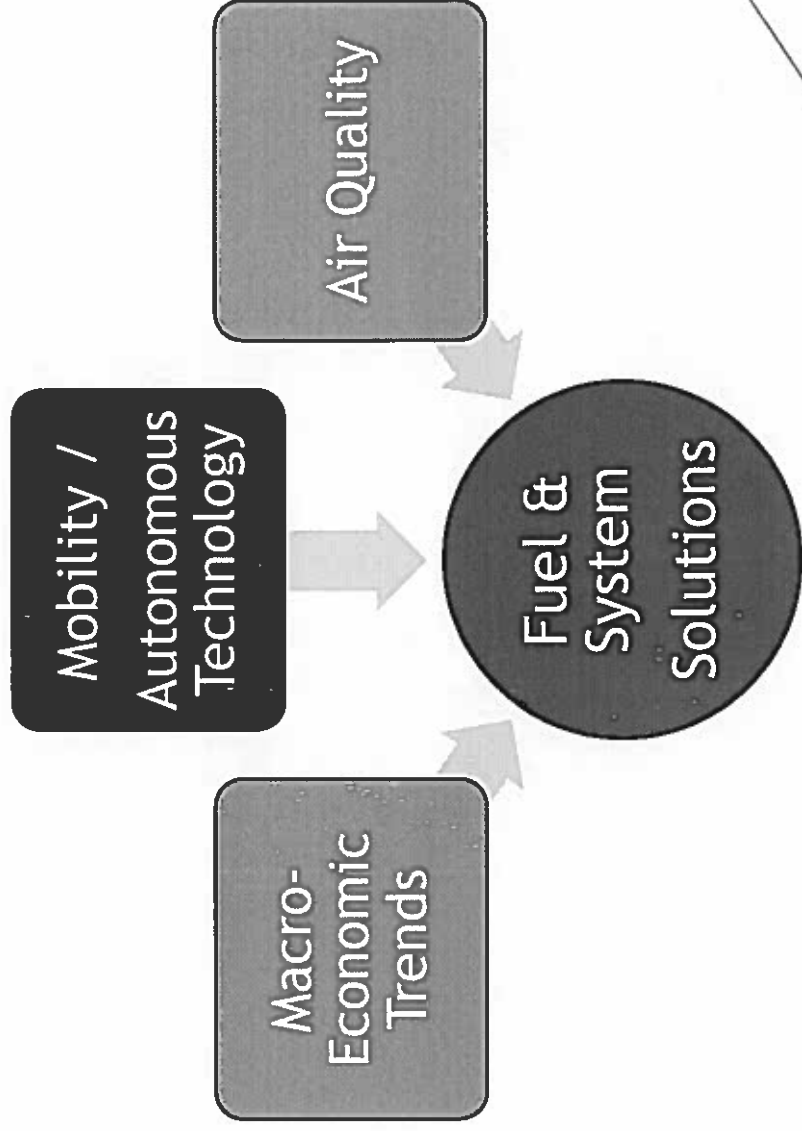 Macro-
Economic
Trends
Mobility /
Autonomous
Technology
Air Quality
Fuel &
System
Solutions